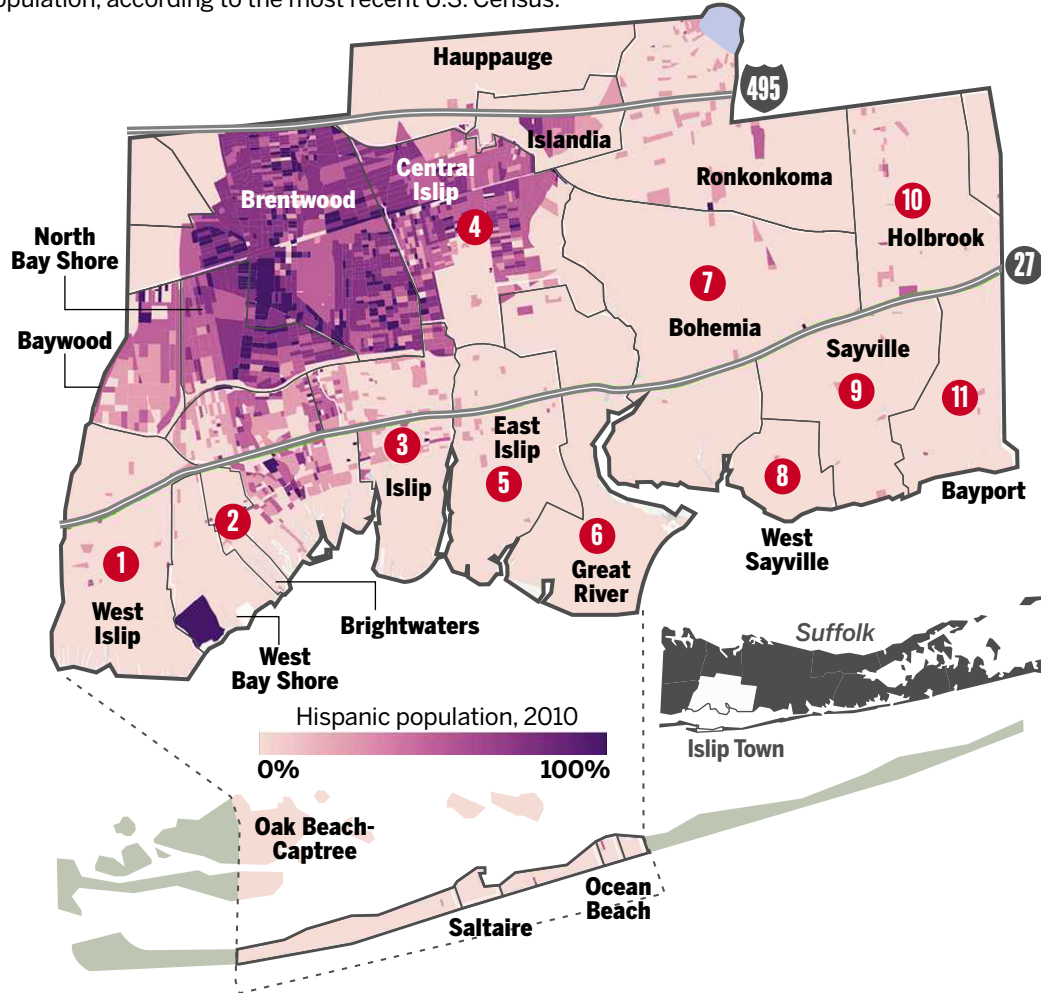 opulation, according to the most recent U.S. Census.
Hauppauge
495
Islandia
Central
Islip
Brentwood
Ronkonkoma
10
Holbrook
4
North
Bay Shore
7
27
Bohemia
Baywood
Sayville
9
11
3
East
Islip
5
Islip
8
Bayport
2
6
West
Sayville
1
Great
River
West
Islip
Brightwaters
West
Bay Shore
Suffolk
Islip Town
Hispanic population, 2010
0%
100%
Oak Beach-
Captree
Ocean
Beach
Saltaire